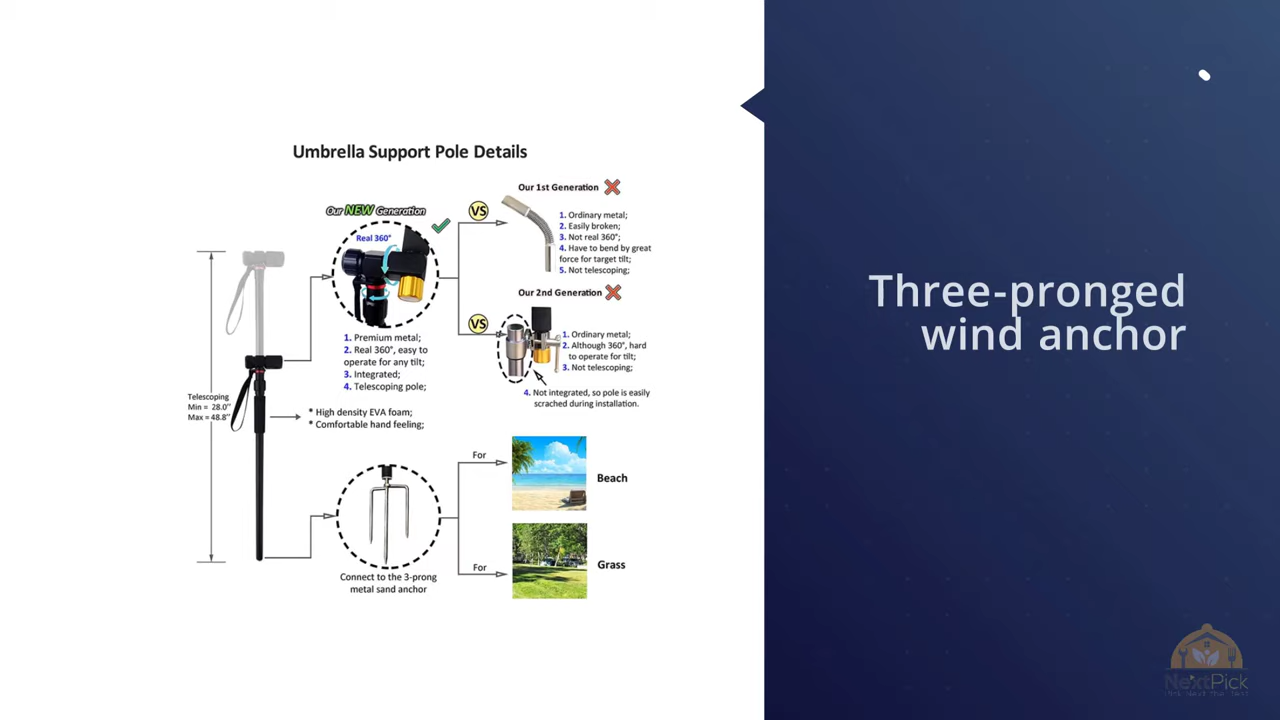 Umbrella Support Pole Details
Our NEW Generation
Real 360°
1. Premium metal;
2. Real 360°, easy to
operate for any tilt;
3. Integrated;
4. Telescoping pole;
VS
Our 1st Generation
1. Ordinary metal;
2. Easily broken;
3. Not real 360°;
4. Have to bend by great
force for target tilt;
5. Not telescoping;
VS
Our 2nd Generation
1. Ordinary metal;
2. Although 360°, hard
to operate for tilt;
3. Not telescoping;
4. Not integrated, so pole is easily
scrached during installation.
Telescoping
Min = 28.0''
Max = 48.8''
* High density EVA foam;
* Comfortable hand feeling;
Connect to the 3-prong
metal sand anchor
For
Beach
For
Grass
Three-pronged
wind anchor
NextPick